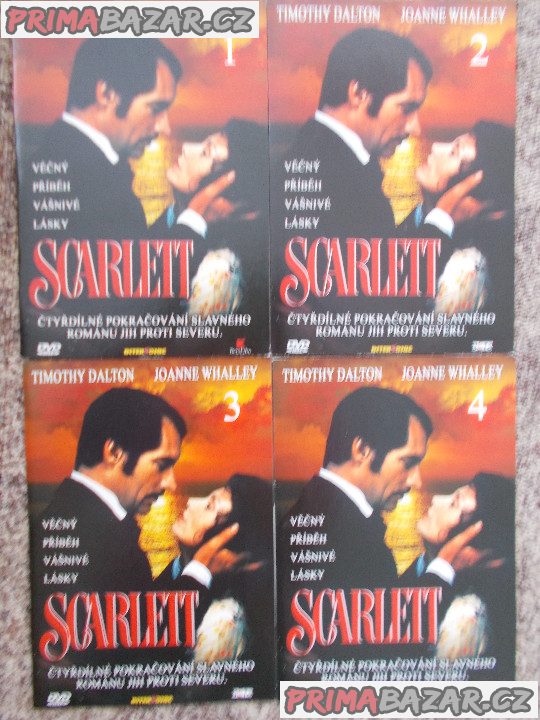 PRIMABAZAR.CZ
1
VĚČNÝ
PŘÍBĚH
VÁŠNIVÉ
LÁSKY
SCARLETT
ČTYŘDÍLNÉ POKRAČOVÁNÍ SLAVNÉHO
ROMÁNU JIH PROTI SEVERU.
DVD
TIMOTHY DALTON JOANNE WHALLEY
2
VĚČNÝ
PŘÍBĚH
VÁŠNIVÉ
LÁSKY
SCARLETT
ČTYŘDÍLNÉ POKRAČOVÁNÍ SLAVNÉHO
ROMÁNU JIH PROTI SEVERU.
DVD
TIMOTHY DALTON JOANNE WHALLEY
3
VĚČNÝ
PŘÍBĚH
VÁŠNIVÉ
LÁSKY
SCARLETT
ČTYŘDÍLNÉ POKRAČOVÁNÍ SLAVNÉHO
ROMÁNU JIH PROTI SEVERU.
DVD
TIMOTHY DALTON JOANNE WHALLEY
4
VĚČNÝ
PŘÍBĚH
VÁŠNIVÉ
LÁSKY
SCARLETT
ČTYŘDÍLNÉ POKRAČOVÁNÍ SLAVNÉHO
ROMÁNU JIH PROTI SEVERU.
PRIMABAZAR.CZ